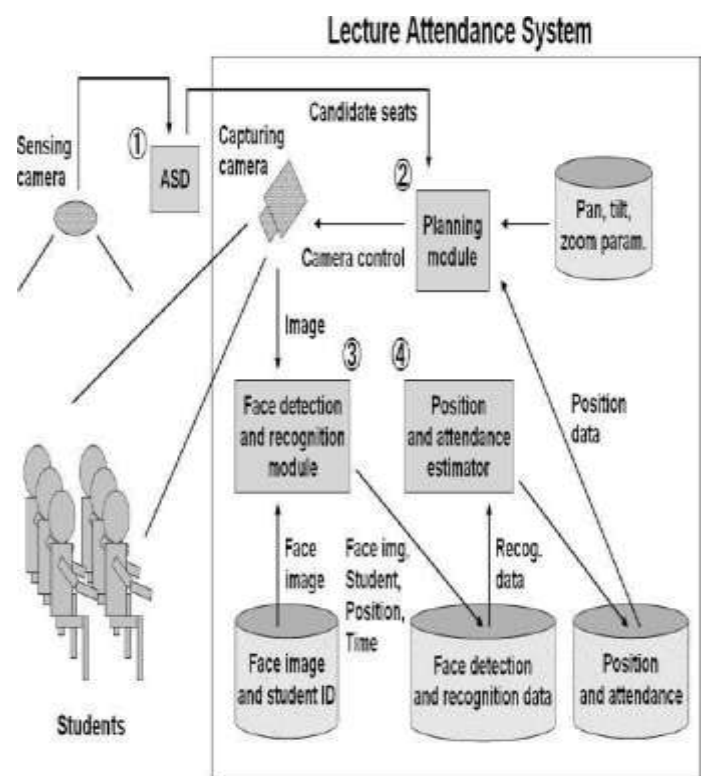 Lecture Attendance System
Sensing
camera
①
ASD
Capturing
camera
Candidate seats
②
Planning
module
Pan, tilt,
zoom param.
Camera control
Image
③
Face detection
and recognition
module
④
Position
and attendance
estimator
Position
data
Face
image
Face img,
Student,
Position,
Time
Recog.
data
Face image
and student ID
Face detection
and recognition data
Position
and attendance
Students